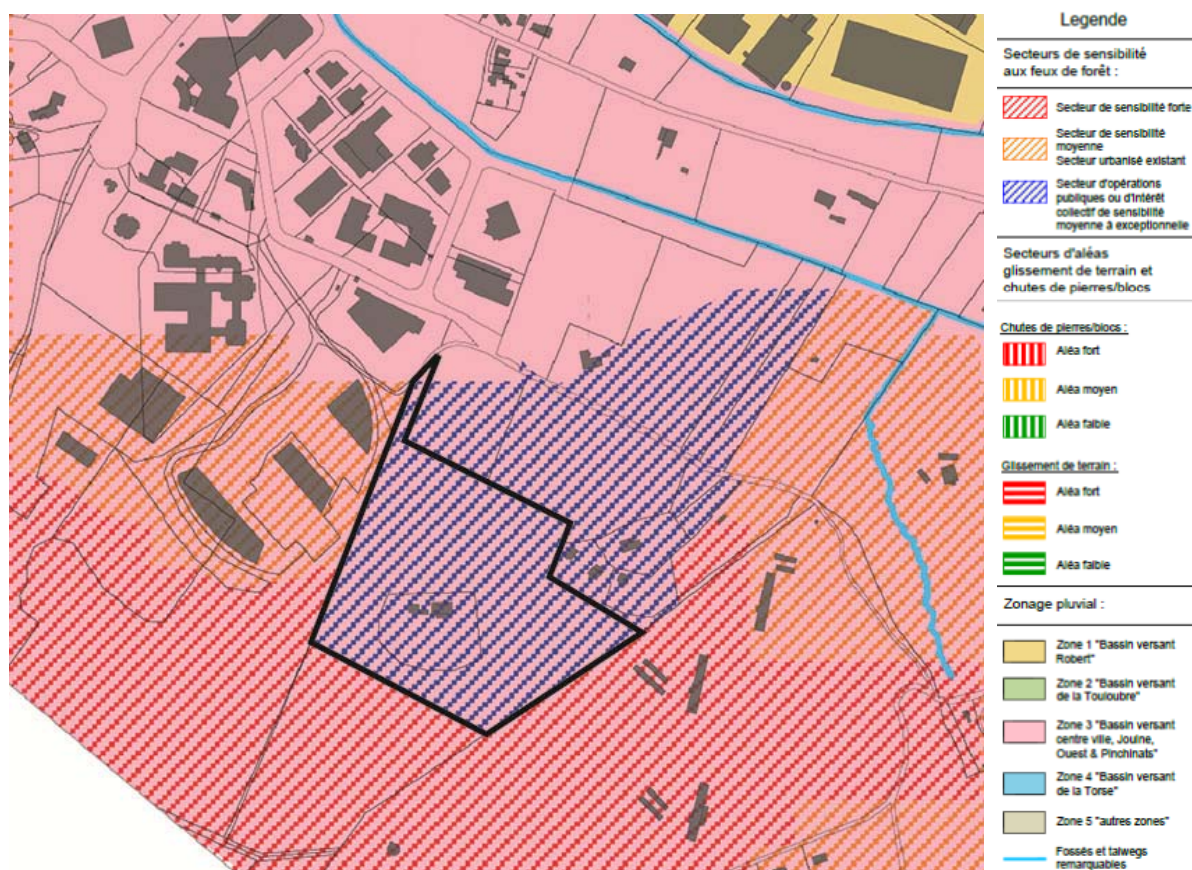 Legende
Secteurs de sensibilité
aux feux de forêt :
Secteur de sensibilité forte
Secteur de sensibilité
moyenne
Secteur urbanisé existant
Secteur d'opérations
publiques ou d'intérêt
collectif de sensibilité
moyenne à exceptionnelle
Secteurs d'aléas
glissement de terrain et
chutes de pierres/blocs
Chutes de pierres/blocs :
Aléa fort
Aléa moyen
Aléa faible
Glissement de terrain :
Aléa fort
Aléa moyen
Aléa faible
Zonage pluvial :
Zone 1 "Bassin versant
Robert"
Zone 2 "Bassin versant
de la Touloubre"
Zone 3 "Bassin versant
centre ville, Jouine,
Ouest & Pinchinats"
Zone 4 "Bassin versant
de la Torse"
Zone 5 "autres zones"
Fossés et talwegs
remarquables